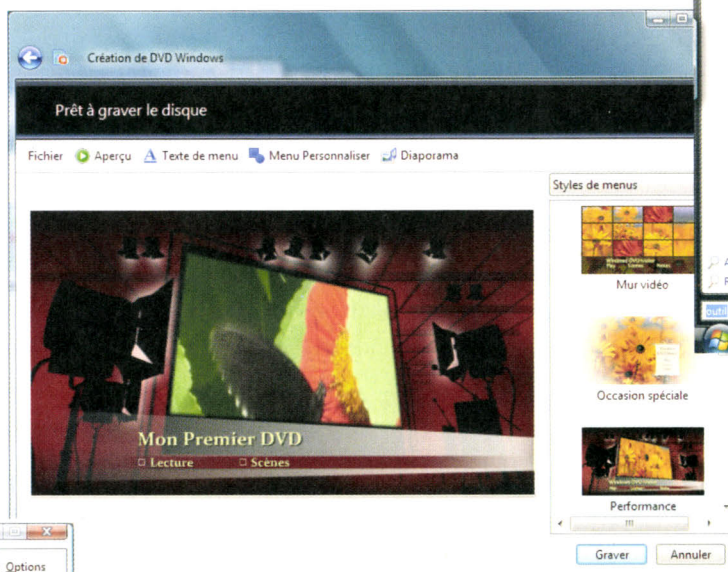 Création de DVD Windows
Prêt à graver le disque
Fichier Aperçu Texte de menu Menu Personnaliser Diaporama
Styles de menus
Mur vidéo
Occasion spéciale
Performance
Mon Premier DVD
Lecture Scènes
Graver Annuler
Options
outil